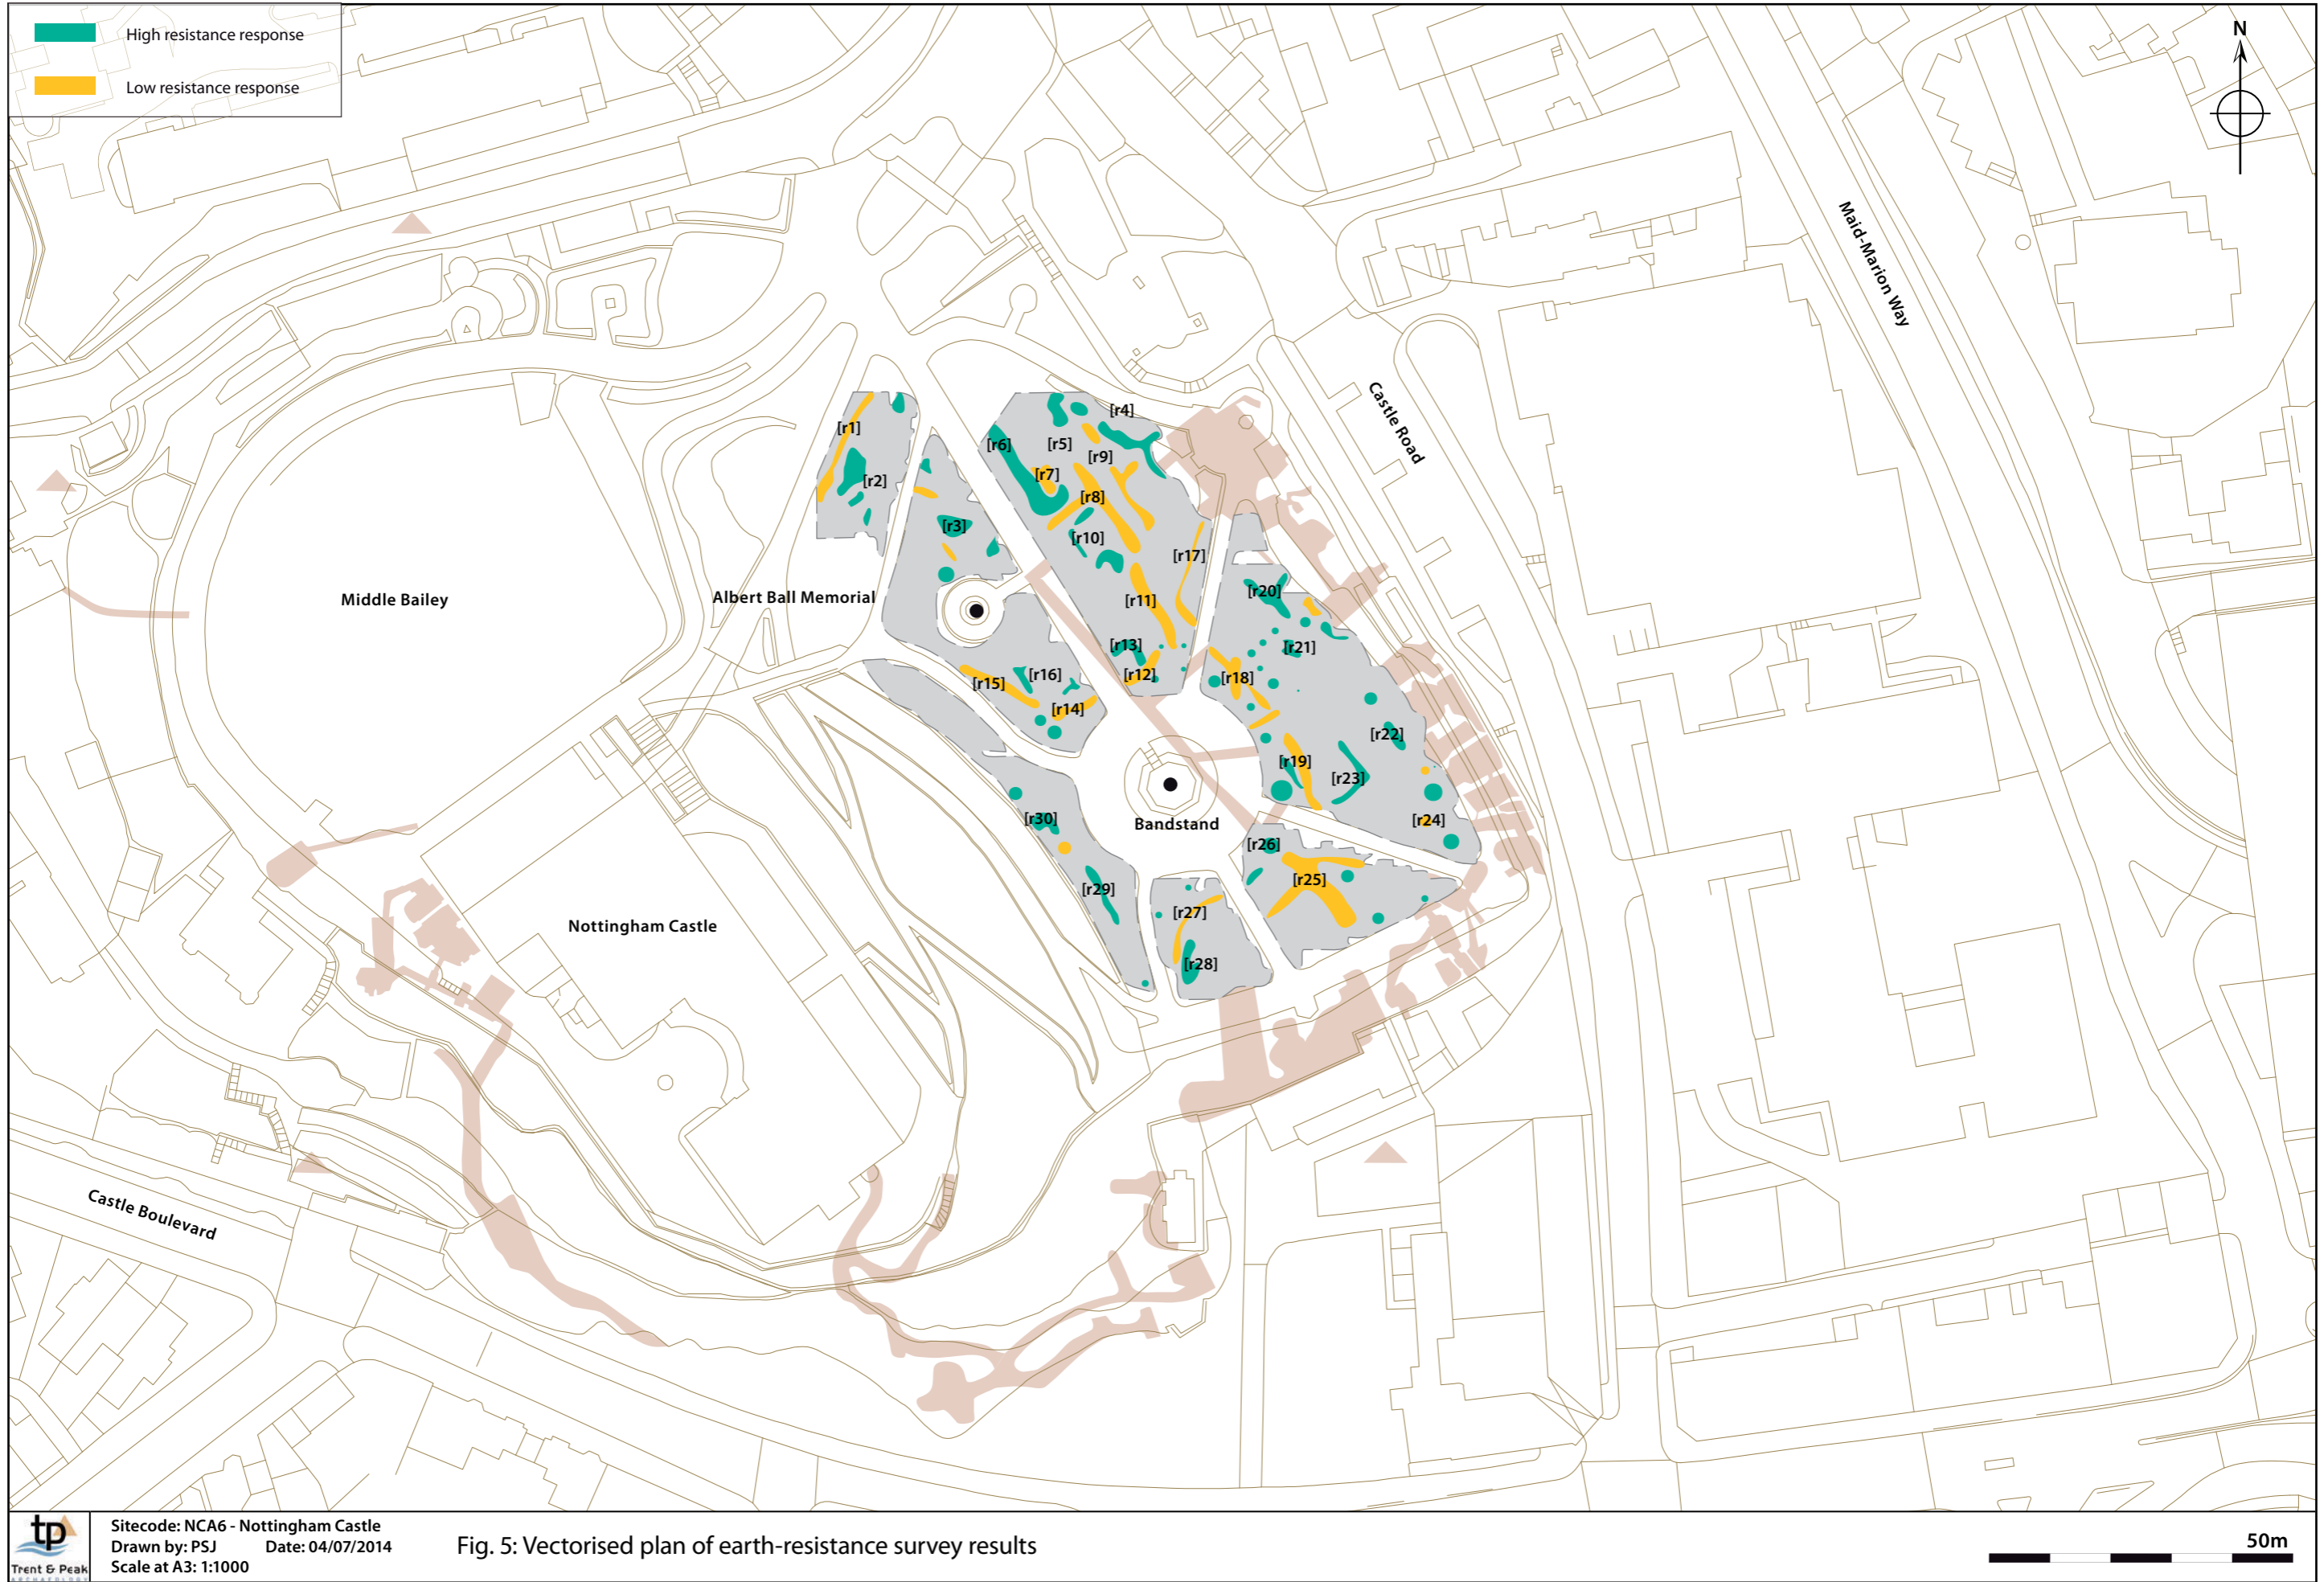 High resistance response
Low resistance response
N
Maid-Marion Way
Castle Road
[r1]
[r2]
[r3]
[r4]
[r5]
[r6]
[r7]
[r8]
[r9]
[r10]
[r11]
[r12]
[r13]
[r14]
[r15]
[r16]
[r17]
[r18]
[r19]
[r20]
[r21]
[r22]
[r23]
[r24]
[r25]
[r26]
[r27]
[r28]
[r29]
[r30]
Middle Bailey
Albert Ball Memorial
Bandstand
Nottingham Castle
Castle Boulevard
tp
Trent & Peak
ARCHAEOLOGY
Sitecode: NCA6 - Nottingham Castle
Drawn by: PSJ Date: 04/07/2014
Scale at A3: 1:1000
Fig. 5: Vectorised plan of earth-resistance survey results
50m